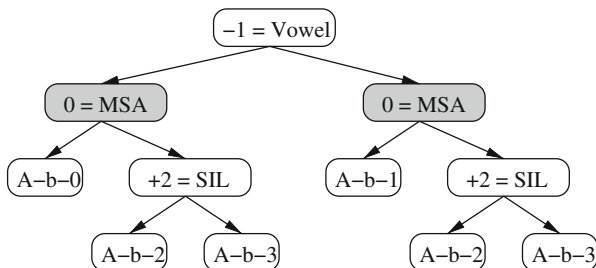 −1 = Vowel
0 = MSA
0 = MSA
A−b−0
+2 = SIL
A−b−1
+2 = SIL
A−b−2
A−b−3
A−b−2
A−b−3